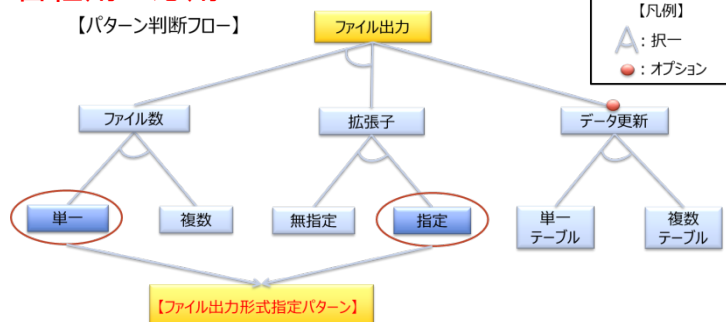 【パターン判断フロー】
ファイル出力
【凡例】
：択一
：オプション
ファイル数
拡張子
データ更新
単一
複数
無指定
指定
単一
テーブル
複数
テーブル
【ファイル出力形式指定パターン】